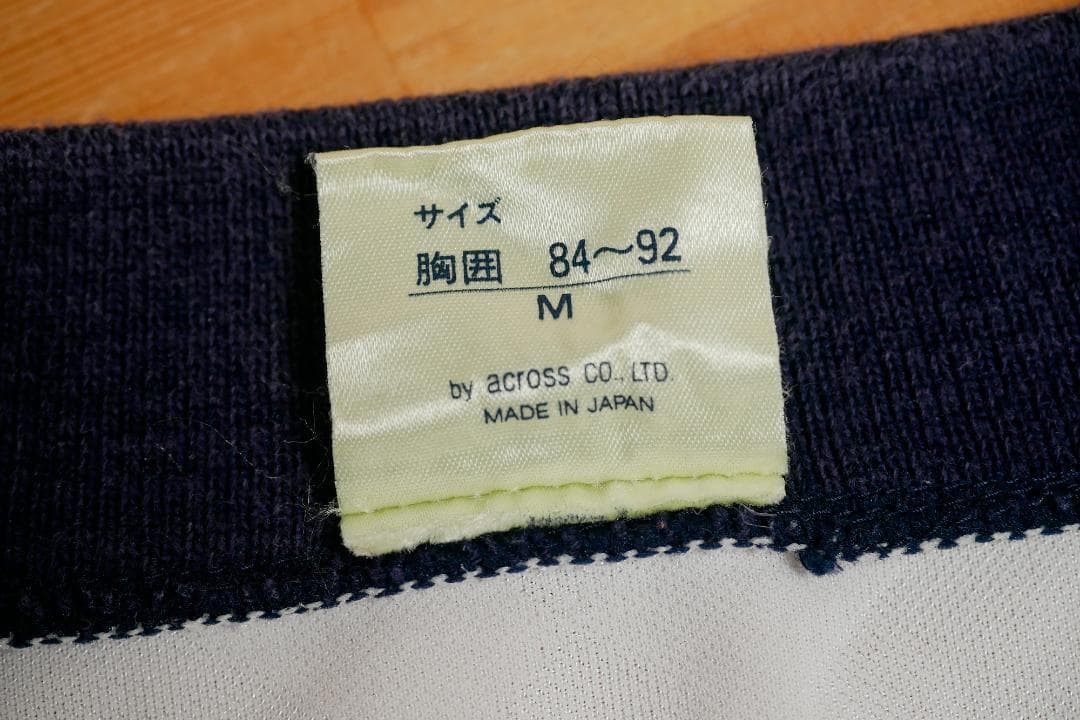 サイズ
胸囲 84〜92
M
by across CO., LTD.
MADE IN JAPAN